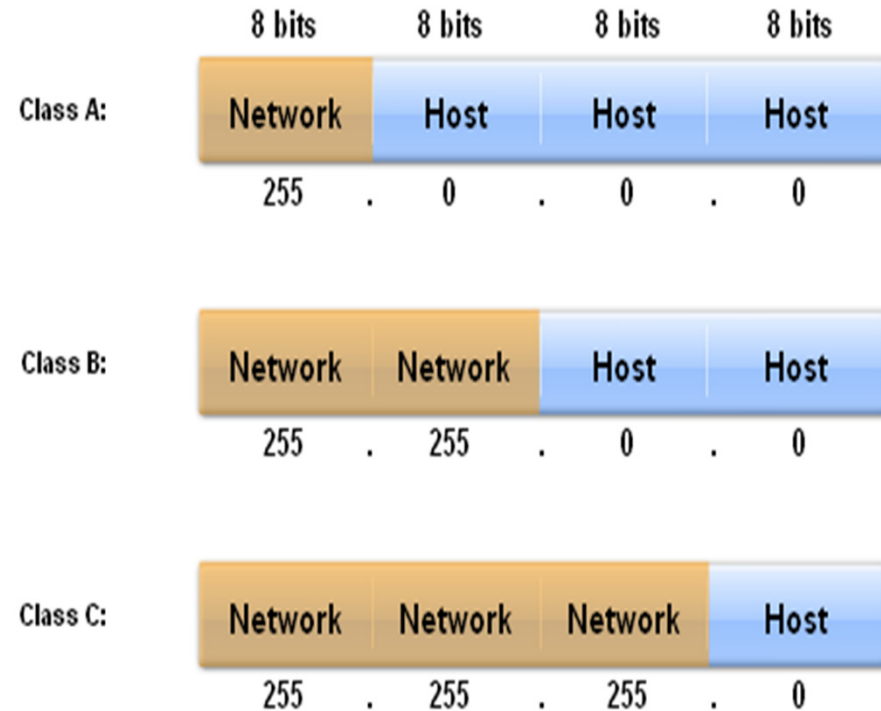 8 bits 8 bits 8 bits 8 bits
Class A: Network Host Host Host
255 . 0 . 0 . 0
Class B: Network Network Host Host
255 . 255 . 0 . 0
Class C: Network Network Network Host
255 . 255 . 255 . 0